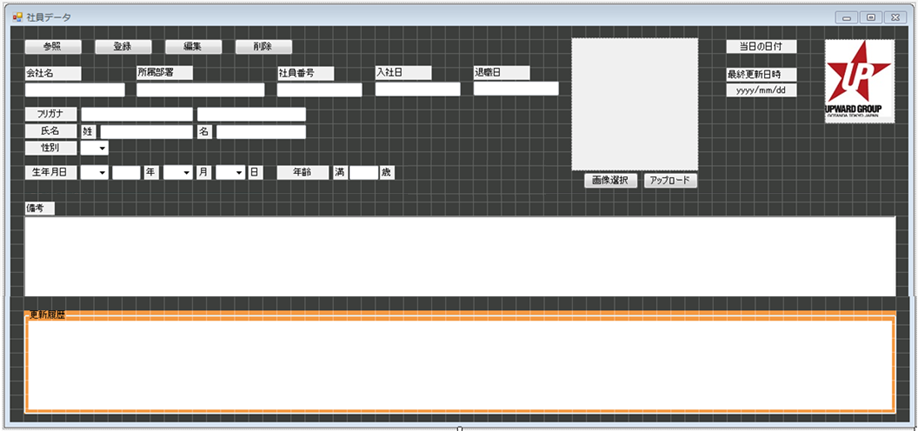 社員データ
参照 登録 編集 削除
当日の日付
会社名 所属部署 社員番号 入社日 退職日
最終更新日時
yyyy/mm/dd
UP
UPWARD GROUP
フリガナ
氏名 姓 名
性別
生年月日 年 月 日 年齢 満 歳
画像選択 アップロード
備考
更新履歴